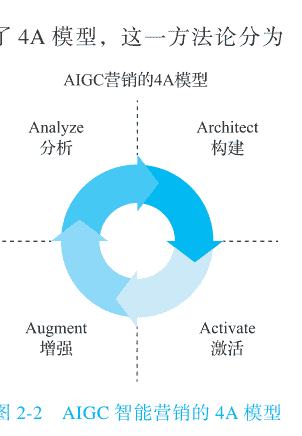 了 4A 模型，这一方法论分为
AIGC营销的4A模型
Analyze
分析
Architect
构建
Augment
增强
Activate
激活
图 2-2 AIGC 智能营销的 4A 模型